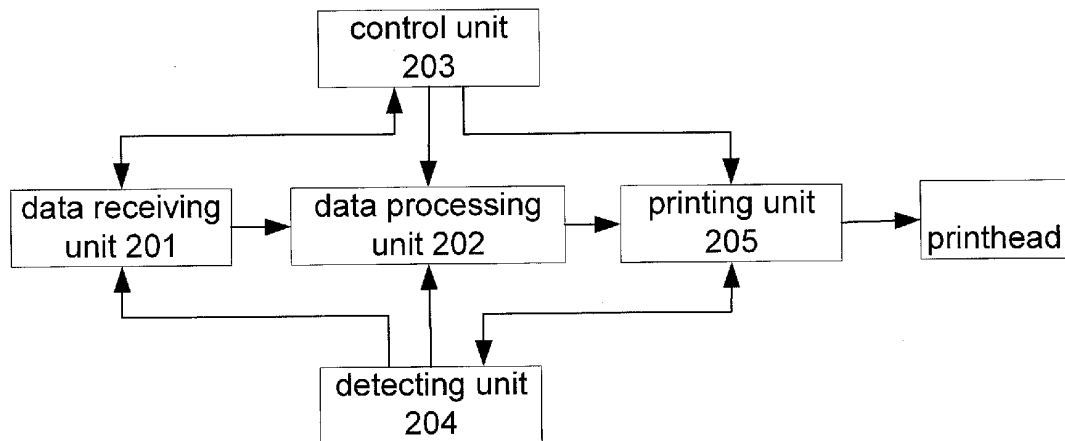 control unit
203
data receiving
unit 201
data processing
unit 202
printing unit
205
printhead
detecting unit
204